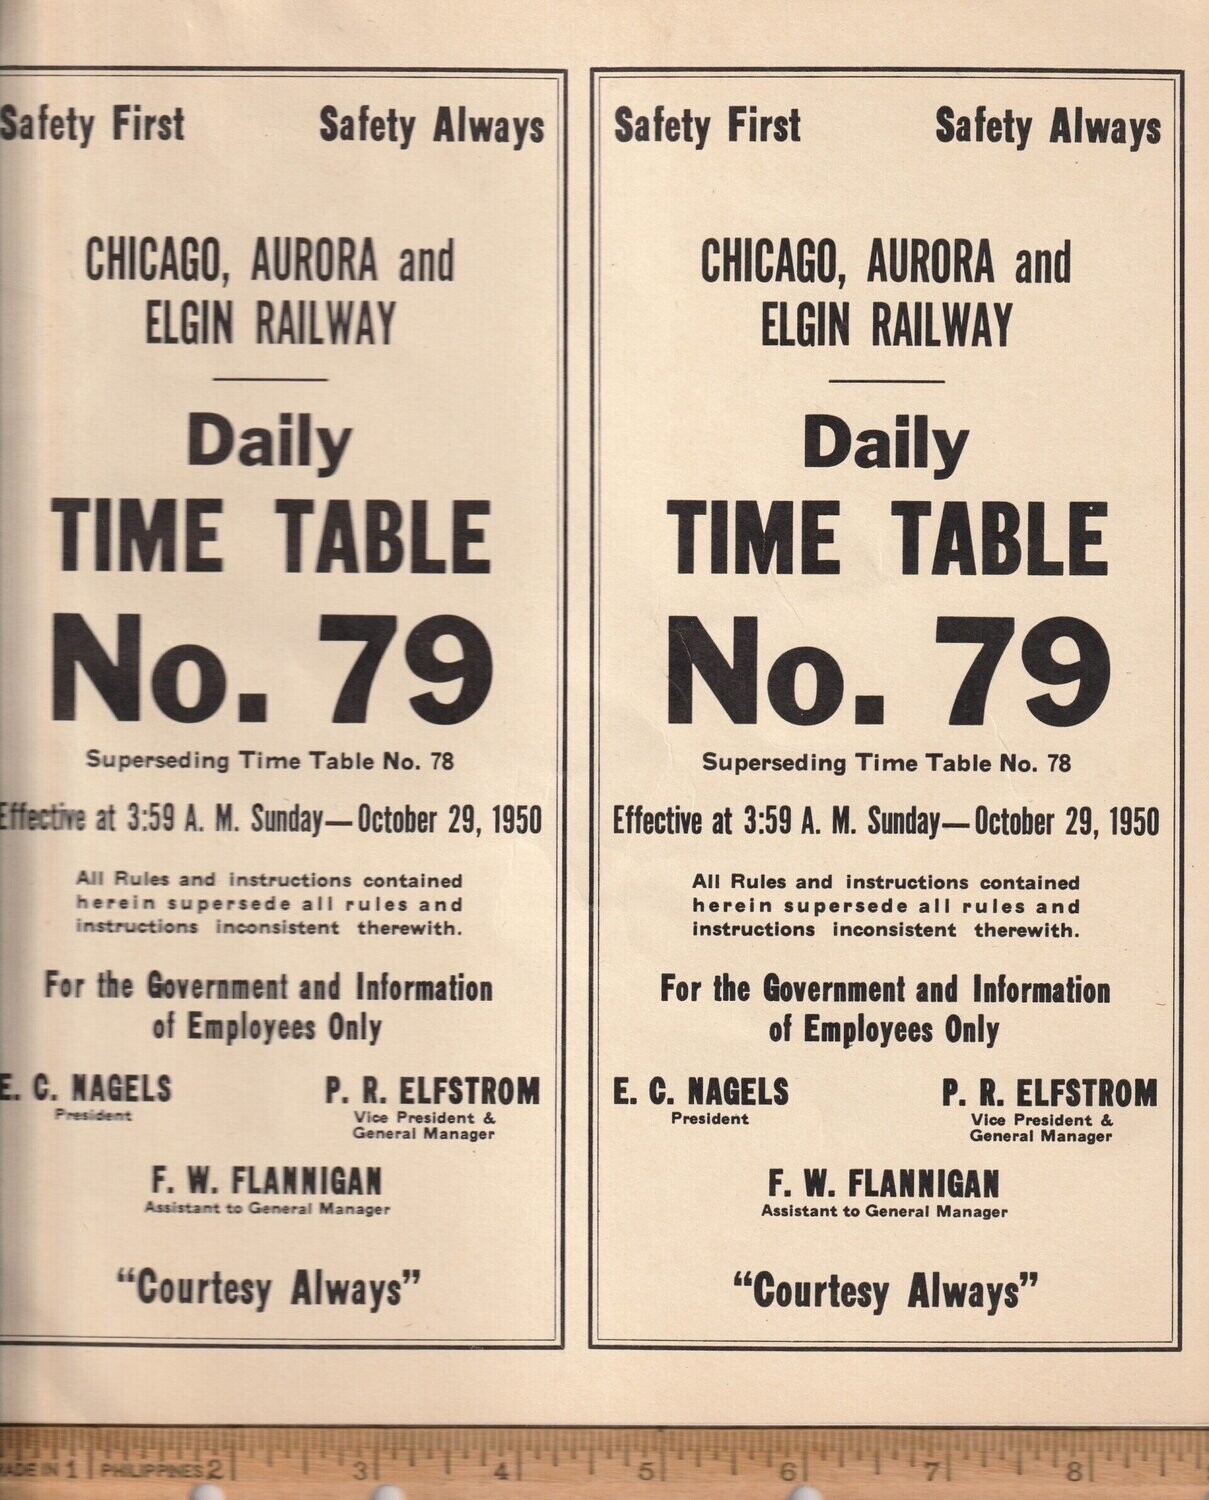 Safety First Safety Always
CHICAGO, AURORA and
ELGIN RAILWAY
Daily
TIME TABLE
No. 79
Superseding Time Table No. 78
Effective at 3:59 A. M. Sunday—October 29, 1950
All Rules and instructions contained
herein supersede all rules and
instructions inconsistent therewith.
For the Government and Information
of Employees Only
E. C. NAGELS P. R. ELFSTROM
President Vice President &
General Manager
F. W. FLANNIGAN
Assistant to General Manager
“Courtesy Always”
Safety First Safety Always
CHICAGO, AURORA and
ELGIN RAILWAY
Daily
TIME TABLE
No. 79
Superseding Time Table No. 78
Effective at 3:59 A. M. Sunday—October 29, 1950
All Rules and instructions contained
herein supersede all rules and
instructions inconsistent therewith.
For the Government and Information
of Employees Only
E. C. NAGELS P. R. ELFSTROM
President Vice President &
General Manager
F. W. FLANNIGAN
Assistant to General Manager
“Courtesy Always”
MADE IN 1 PHILIPPINES 2 3 4 5 6 7 8